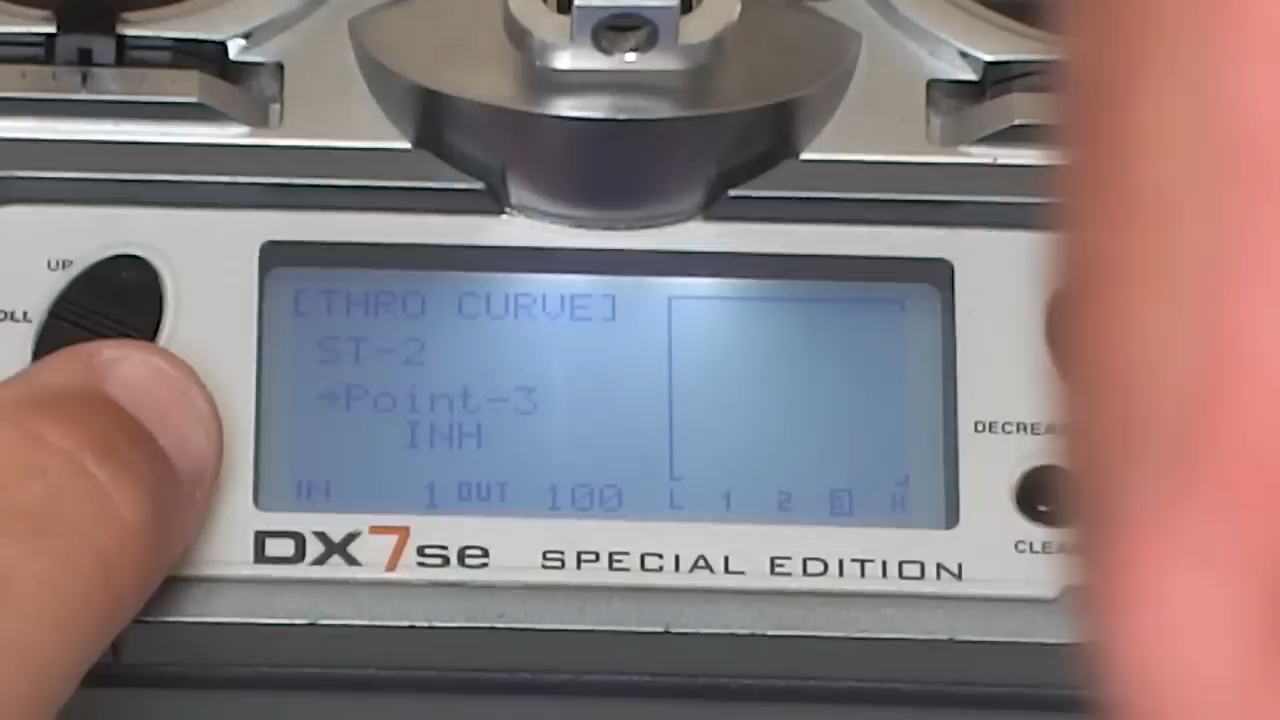 UP
OLL
[THRO CURVE]
ST-2
→Point-3
INH
IN 1 OUT 100
L 1 2 3 H
DECREA
CLEA
DX7se SPECIAL EDITION